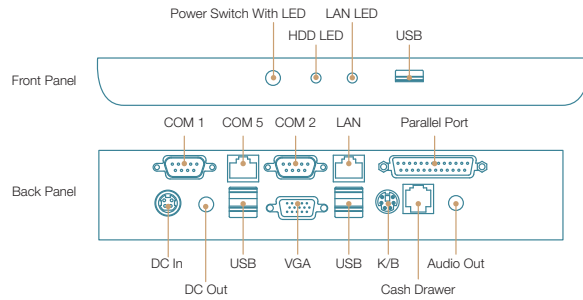 Power Switch With LED LAN LED
HDD LED USB
Front Panel
COM 1 COM 5 COM 2 LAN Parallel Port
Back Panel
DC In USB VGA USB K/B Audio Out
DC Out Cash Drawer